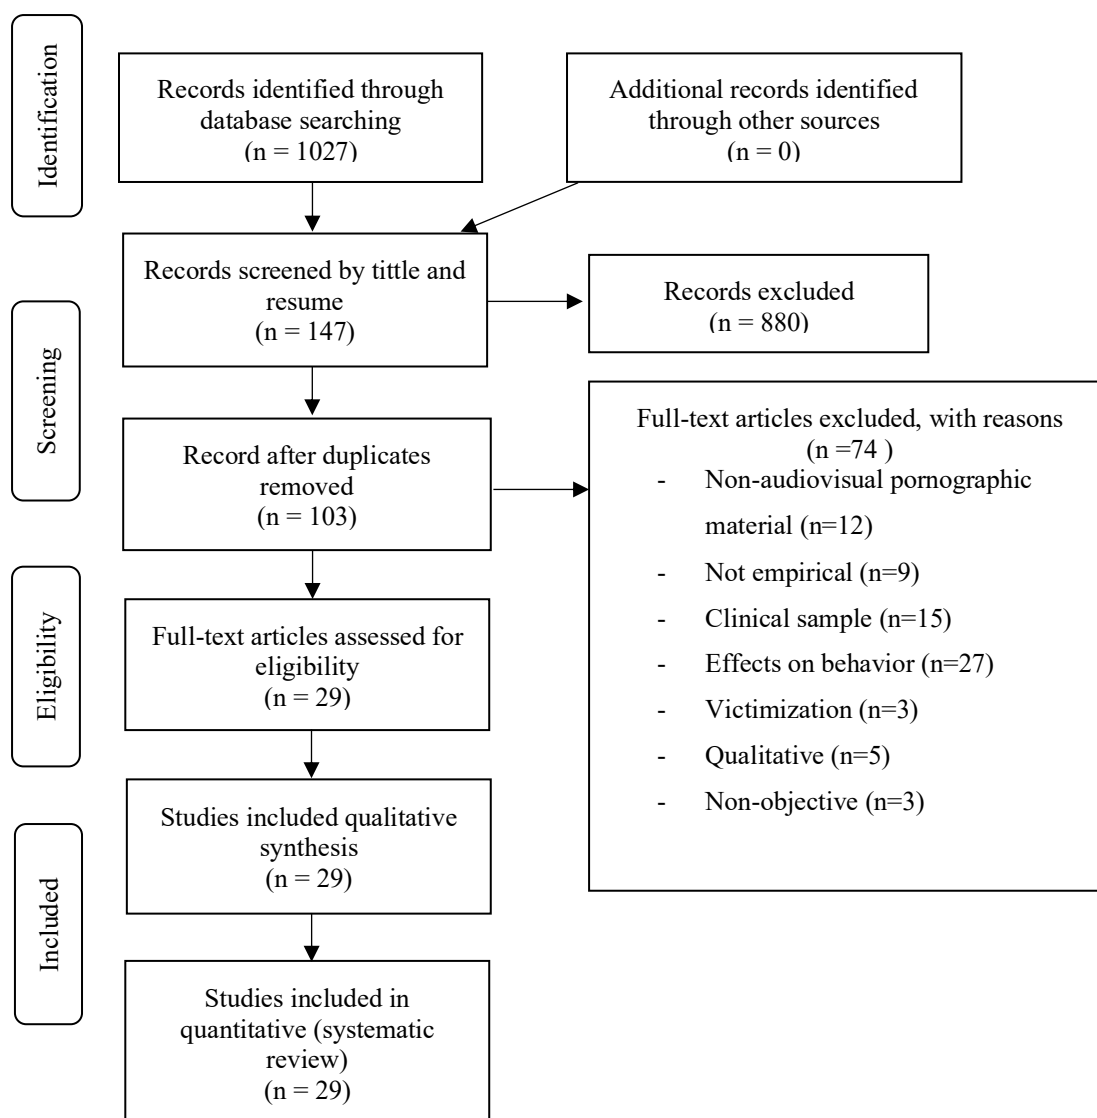 Identification
Records identified through
database searching
(n = 1027)
Additional records identified
through other sources
(n = 0)
Screening
Records screened by tittle and
resume
(n = 147)
Records excluded
(n = 880)
Record after duplicates
removed
(n = 103)
Full-text articles excluded, with reasons
(n =74 )
- Non-audiovisual pornographic
material (n=12)
- Not empirical (n=9)
- Clinical sample (n=15)
- Effects on behavior (n=27)
- Victimization (n=3)
- Qualitative (n=5)
- Non-objective (n=3)
Eligibility
Full-text articles assessed for
eligibility
(n = 29)
Included
Studies included qualitative
synthesis
(n = 29)
Studies included in
quantitative (systematic
review)
(n = 29)